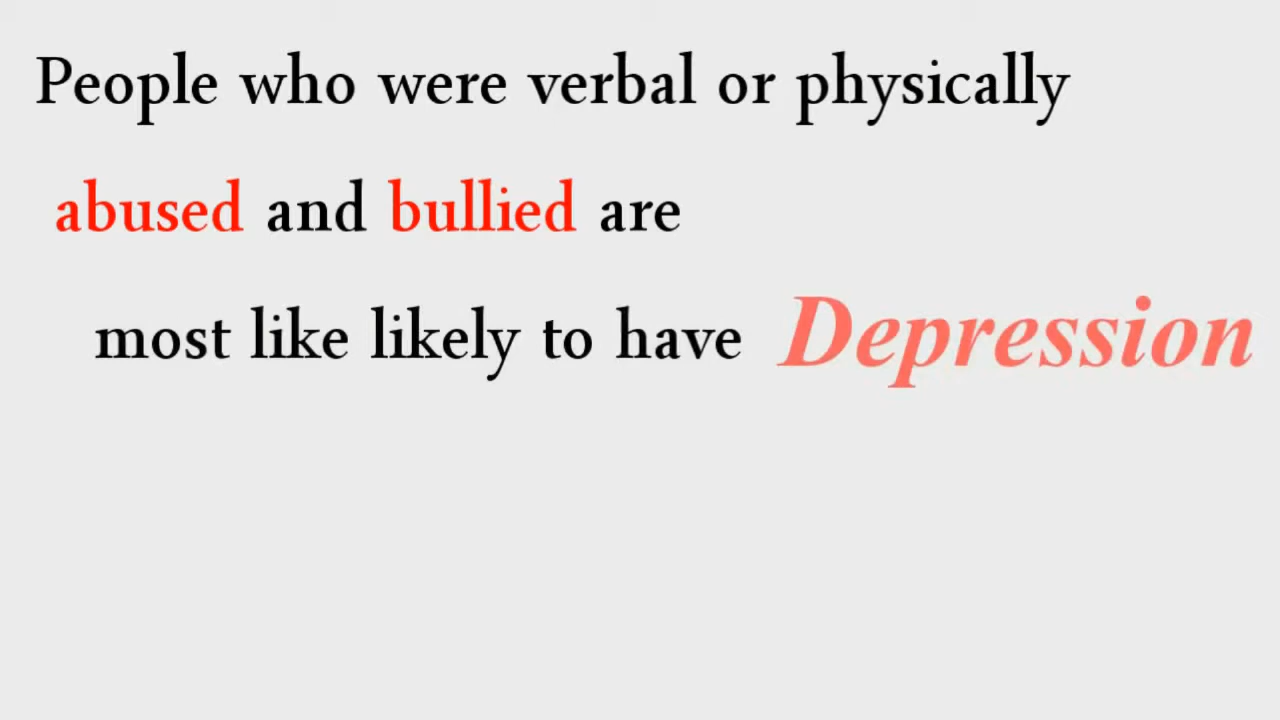 People who were verbal or physically
abused and bullied are
most like likely to have Depression